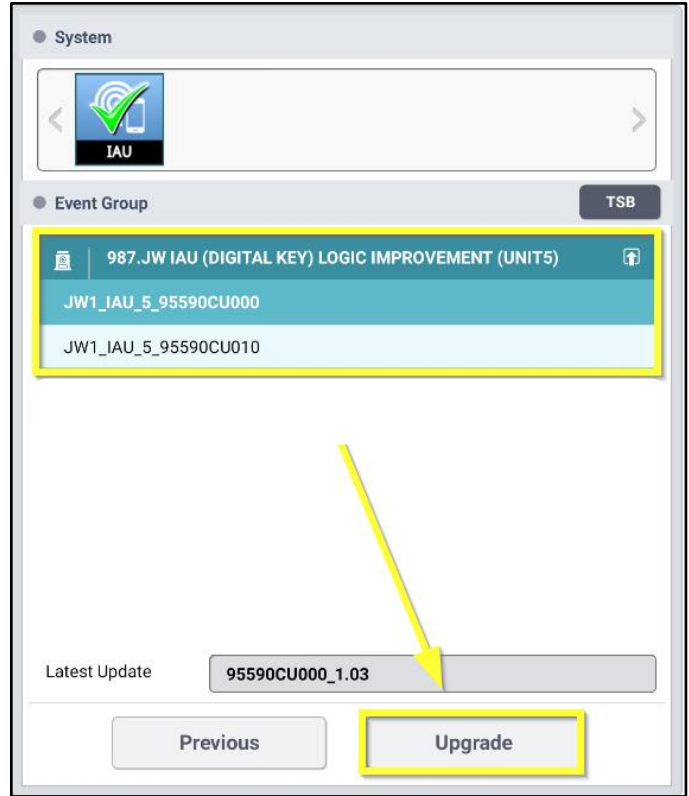 System
IAU
Event Group
TSB
987.JW IAU (DIGITAL KEY) LOGIC IMPROVEMENT (UNIT5)
JW1_IAU_5_95590CU000
JW1_IAU_5_95590CU010
Latest Update
95590CU000_1.03
Previous
Upgrade